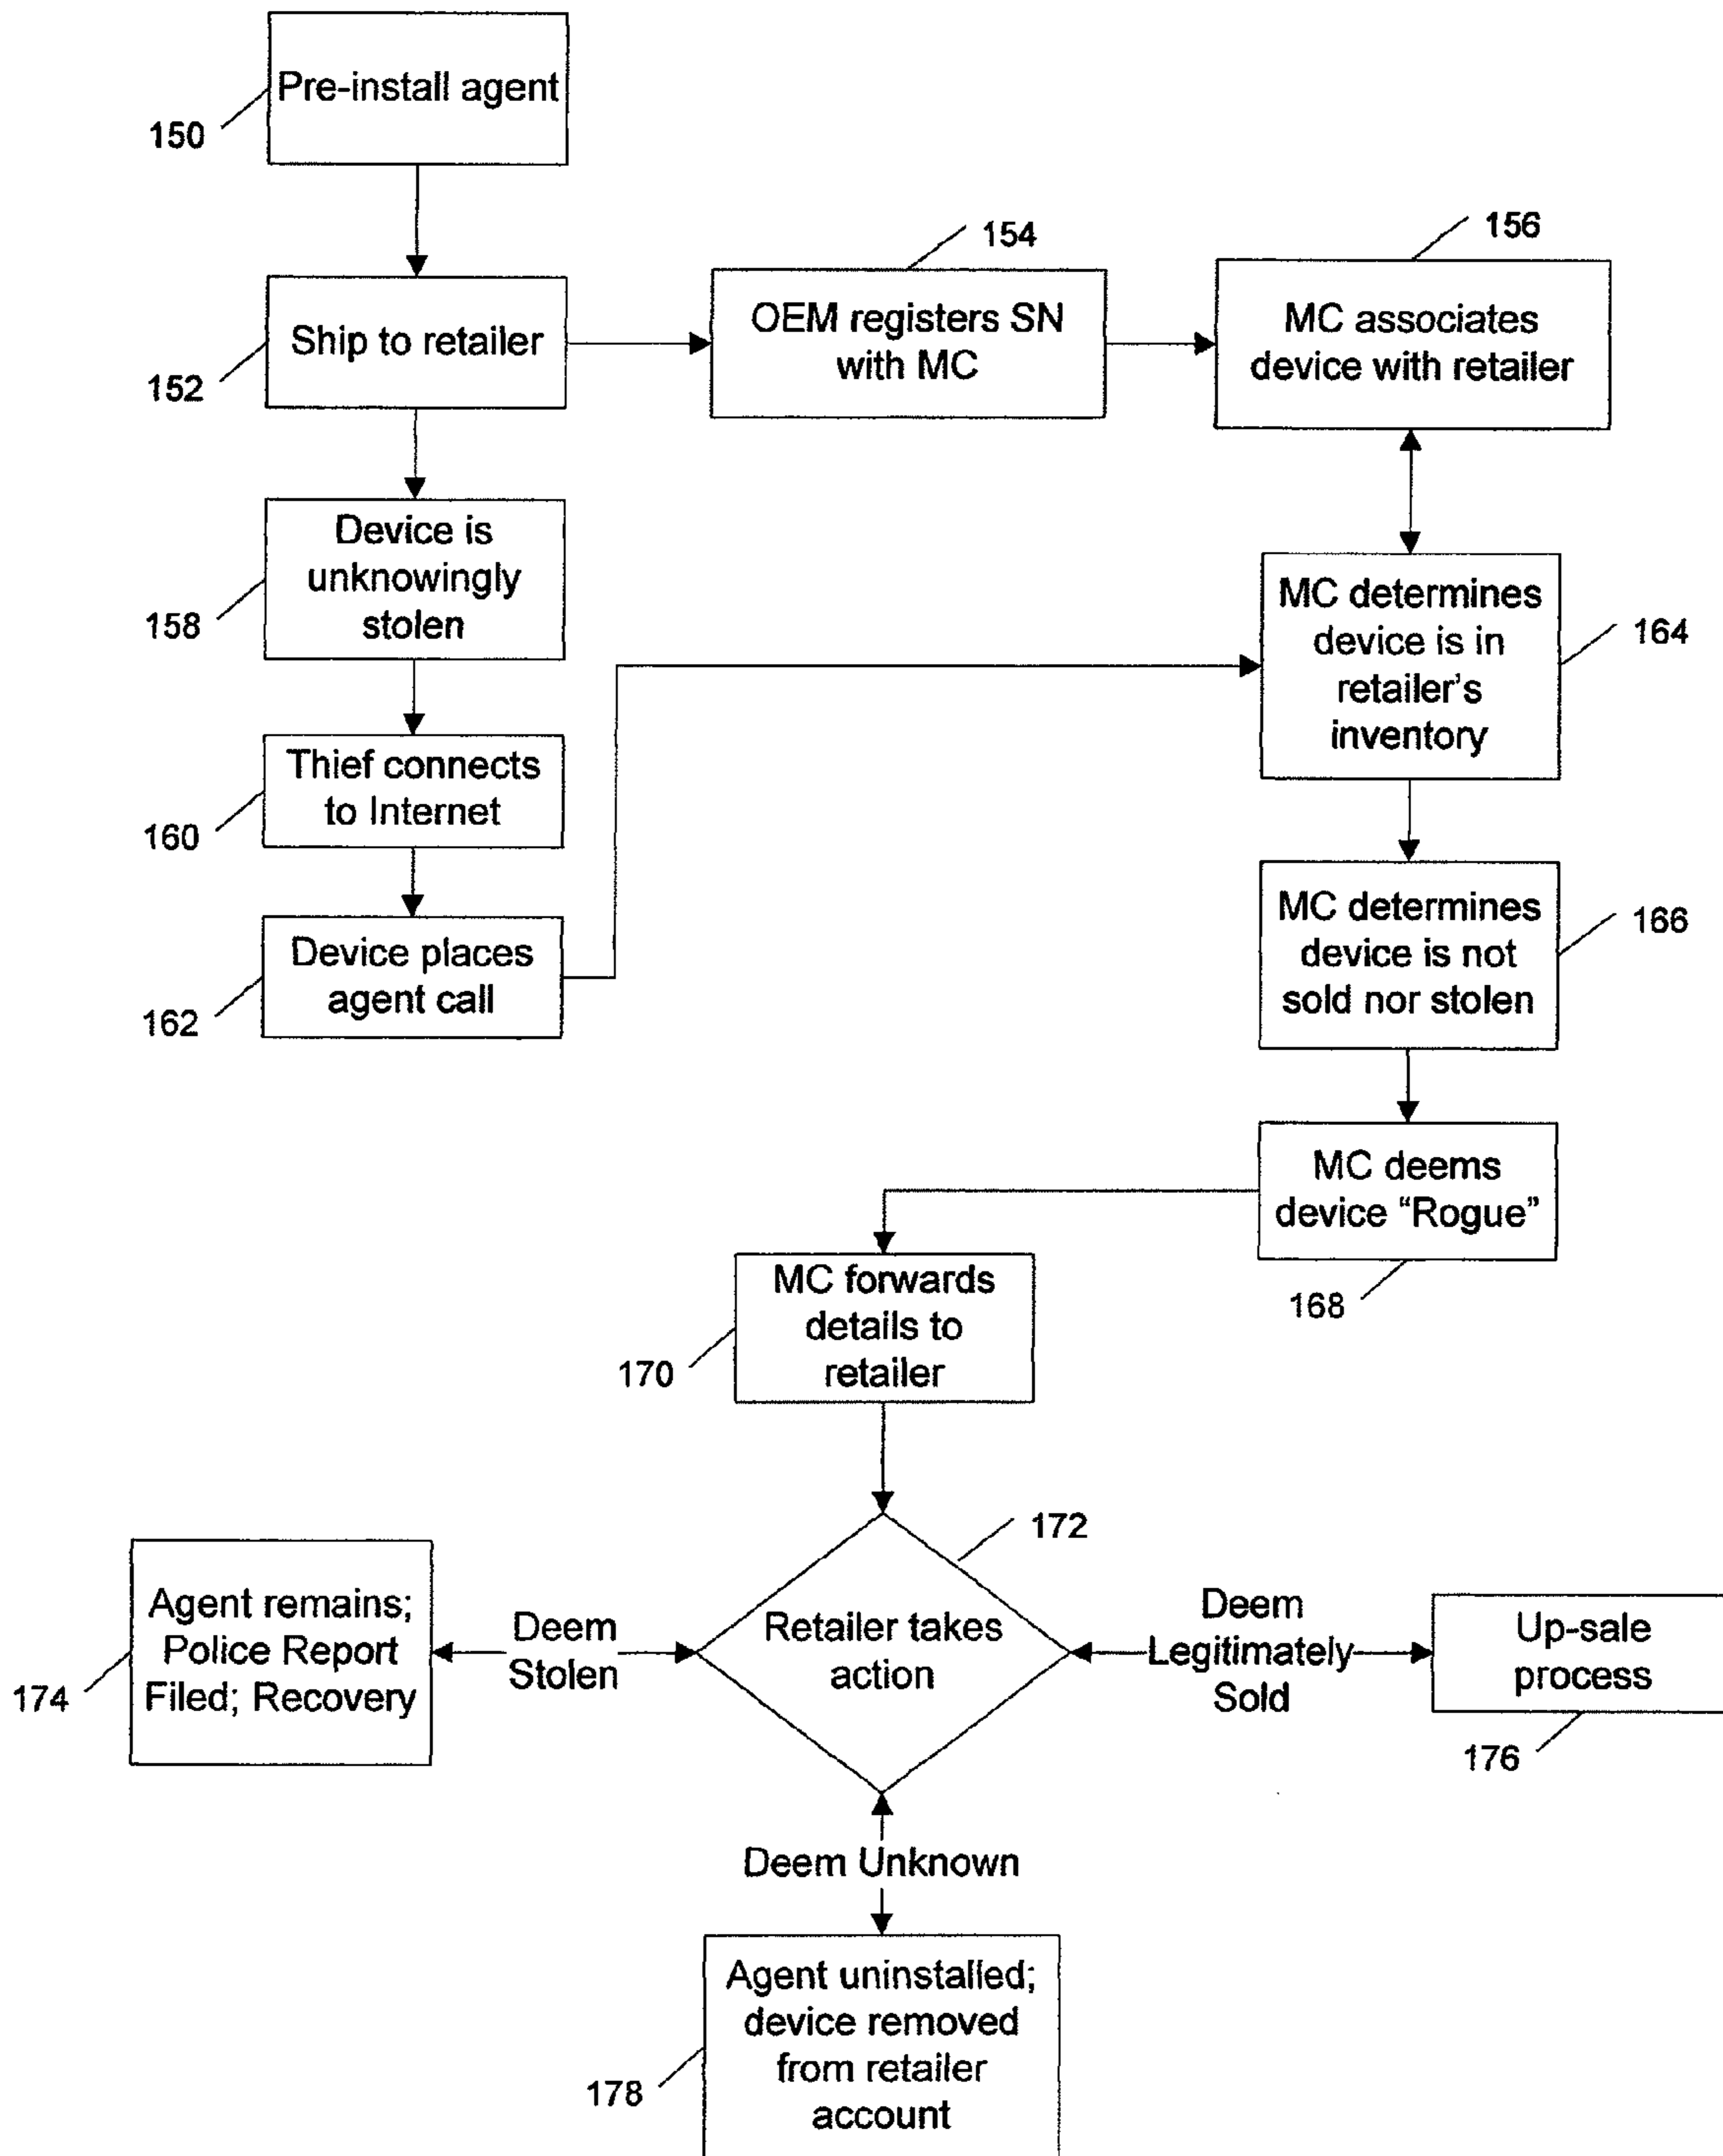 Pre-install agent
150
154
156
Ship to retailer
152
OEM registers SN
with MC
MC associates
device with retailer
Device is
unknowingly
stolen
158
MC determines
device is in
retailer's
inventory
164
Thief connects
to Internet
160
MC determines
device is not
sold nor stolen
166
Device places
agent call
162
MC deems
device “Rogue”
168
MC forwards
details to
retailer
170
172
Agent remains;
Police Report
Filed; Recovery
174
Deem
Stolen
Retailer takes
action
Deem
Legitimately
Sold
Up-sale
process
176
Deem Unknown
Agent uninstalled;
device removed
from retailer
account
178